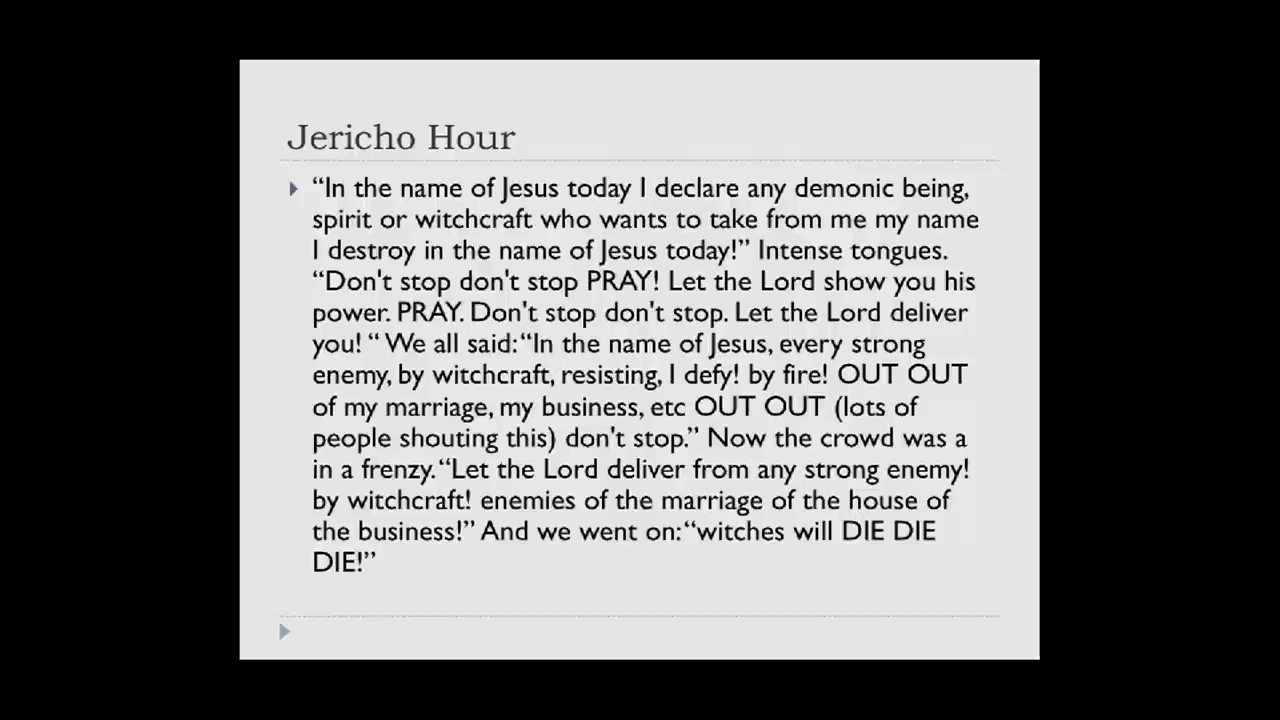 Jericho Hour
“In the name of Jesus today I declare any demonic being,
spirit or witchcraft who wants to take from me my name
I destroy in the name of Jesus today!” Intense tongues.
“Don't stop don't stop PRAY! Let the Lord show you his
power. PRAY. Don't stop don't stop. Let the Lord deliver
you! “ We all said:“In the name of Jesus, every strong
enemy, by witchcraft, resisting, I defy! by fire! OUT OUT
of my marriage, my business, etc OUT OUT (lots of
people shouting this) don't stop.” Now the crowd was a
in a frenzy.“Let the Lord deliver from any strong enemy!
by witchcraft! enemies of the marriage of the house of
the business!” And we went on:“witches will DIE DIE
DIE!”